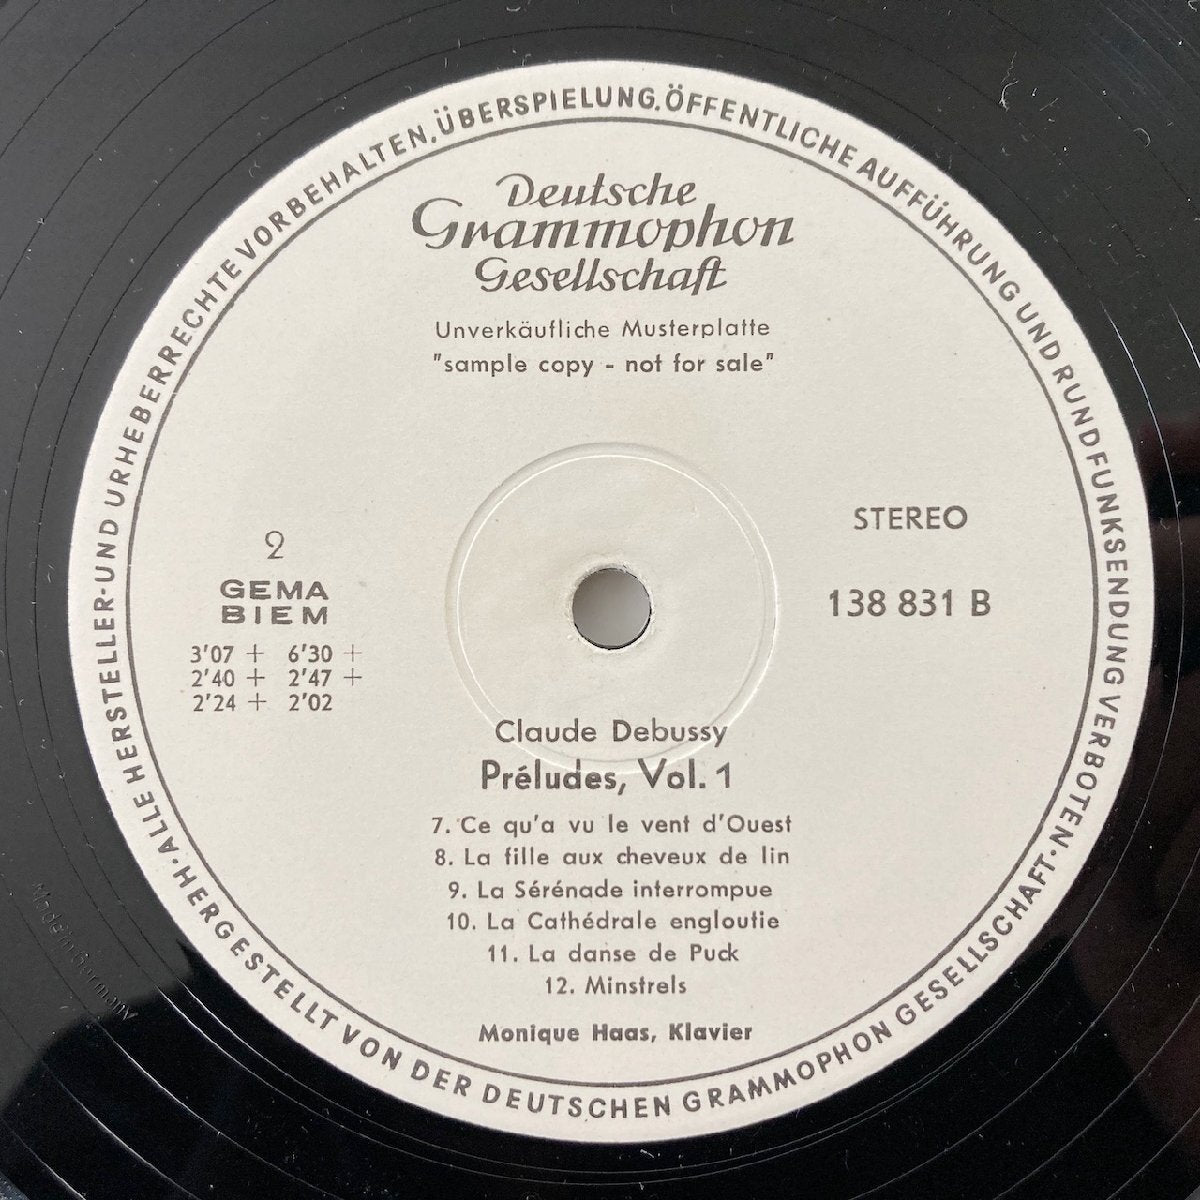 ALLE HERSTELLER-UND URHEBERRECHTE VORBEHALTEN. ÜBERSPIELUNG. ÖFFENTLICHE AUFFÜHRUNG UND RUNDFUNKSENDUNG VERBOTEN · HERGESTELLT VON DER DEUTSCHEN GRAMMOPHON GESELLSCHAFT ·
Deutsche
Grammophon
Gesellschaft
Unverkäufliche Musterplatte
"sample copy - not for sale"
STEREO
2
GEMA
BIEM
138 831 B
3'07 + 6'30 +
2'40 + 2'47 +
2'24 + 2'02
Claude Debussy
Préludes, Vol. 1
7. Ce qu'a vu le vent d'Ouest
8. La fille aux cheveux de lin
9. La Sérénade interrompue
10. La Cathédrale engloutie
11. La danse de Puck
12. Minstrels
Monique Haas, Klavier
Made in Germany